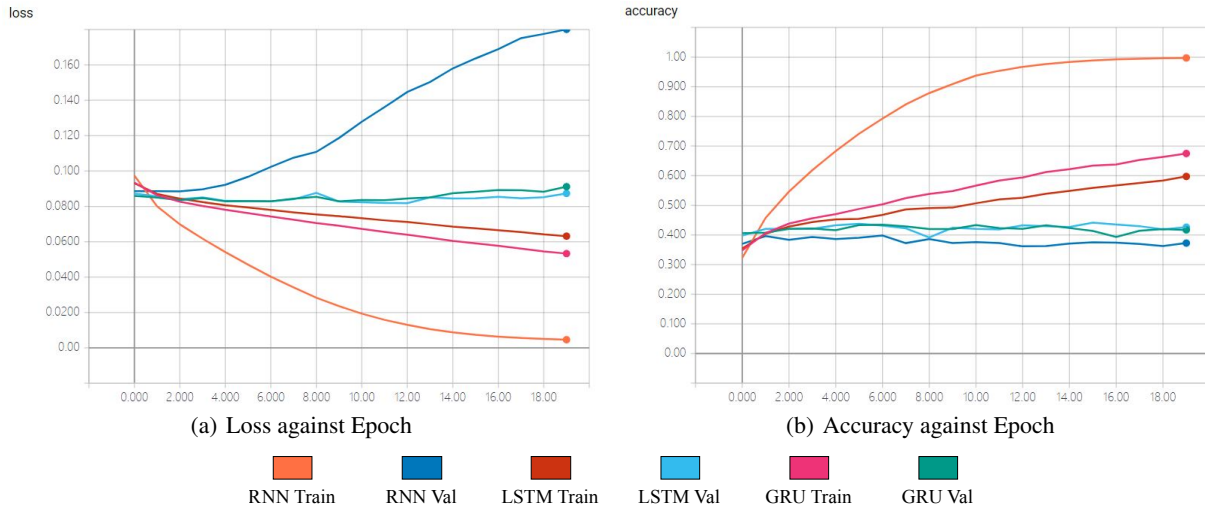 loss
0.160
0.140
0.120
0.100
0.0800
0.0600
0.0400
0.0200
0.00
0.000 2.000 4.000 6.000 8.000 10.00 12.00 14.00 16.00 18.00
(a) Loss against Epoch
accuracy
1.00
0.900
0.800
0.700
0.600
0.500
0.400
0.300
0.200
0.100
0.00
0.000 2.000 4.000 6.000 8.000 10.00 12.00 14.00 16.00 18.00
(b) Accuracy against Epoch
RNN Train RNN Val LSTM Train LSTM Val GRU Train GRU Val